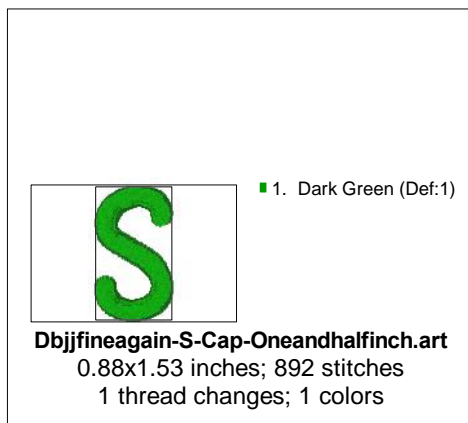 1. Dark Green (Def:1)
S
Dbjjfineagain-S-Cap-Oneandhalfinch.art
0.88x1.53 inches; 892 stitches
1 thread changes; 1 colors